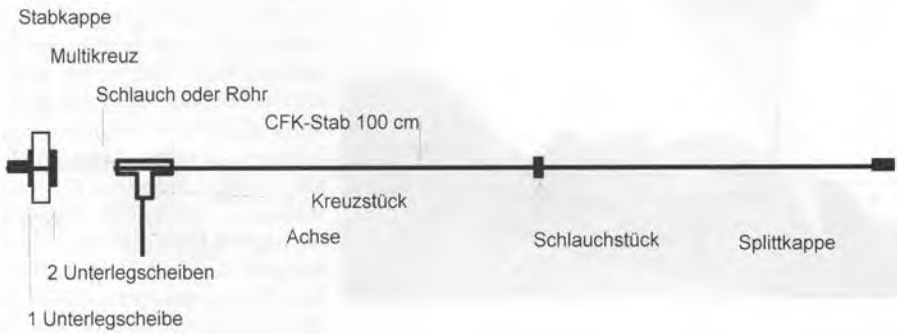 Stabkappe
Multikreuz
Schlauch oder Rohr
CFK-Stab 100 cm
Kreuzstück
Achse
Schlauchstück
Splittkappe
2 Unterlegscheiben
1 Unterlegscheibe